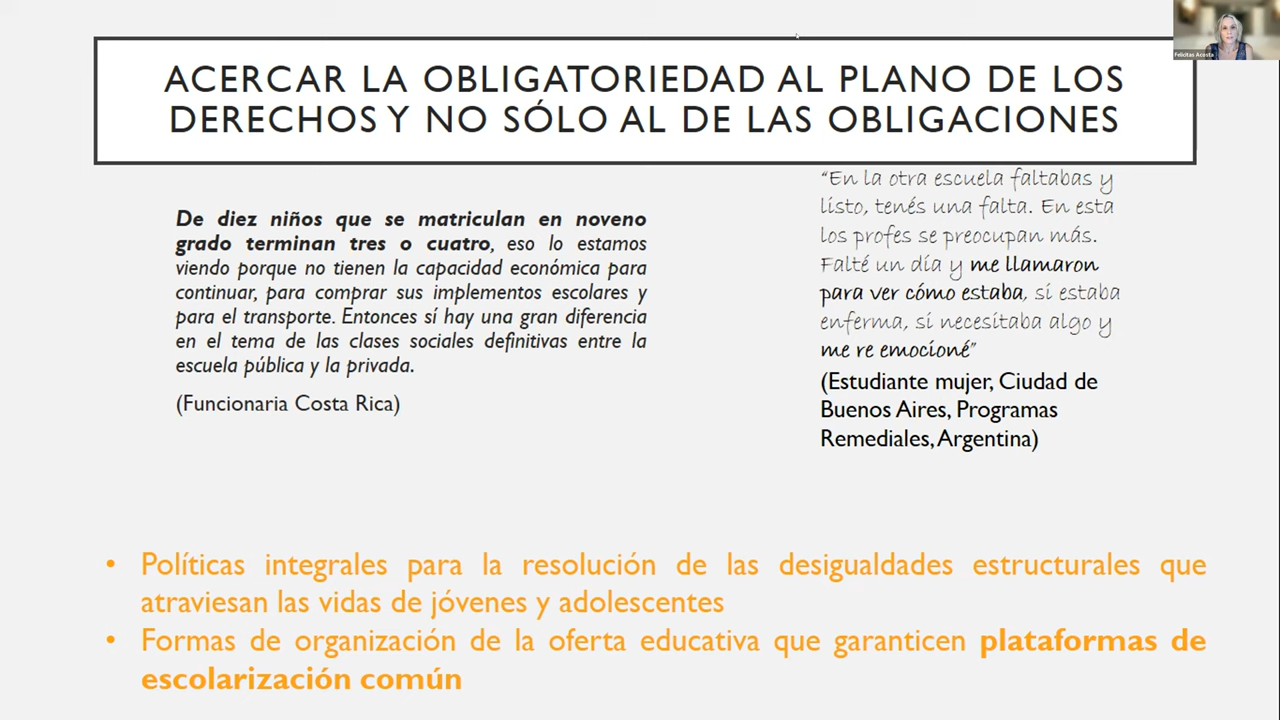 ACERCAR LA OBLIGATORIEDAD AL PLANO DE LOS
DERECHOS Y NO SÓLO AL DE LAS OBLIGACIONES
Felicitas Acosta
De diez niños que se matriculan en noveno
grado terminan tres o cuatro, eso lo estamos
viendo porque no tienen la capacidad económica para
continuar, para comprar sus implementos escolares y
para el transporte. Entonces sí hay una gran diferencia
en el tema de las clases sociales definitivas entre la
escuela pública y la privada.
(Funcionaria Costa Rica)
“En la otra escuela faltabas y
listo, tenés una falta. En esta
los profes se preocupan más.
Falté un día y me llamaron
para ver cómo estaba, si estaba
enferma, si necesitaba algo y
me re emocioné”
(Estudiante mujer, Ciudad de
Buenos Aires, Programas
Remediales, Argentina)
• Políticas integrales para la resolución de las desigualdades estructurales que
atraviesan las vidas de jóvenes y adolescentes
• Formas de organización de la oferta educativa que garanticen plataformas de
escolarización común